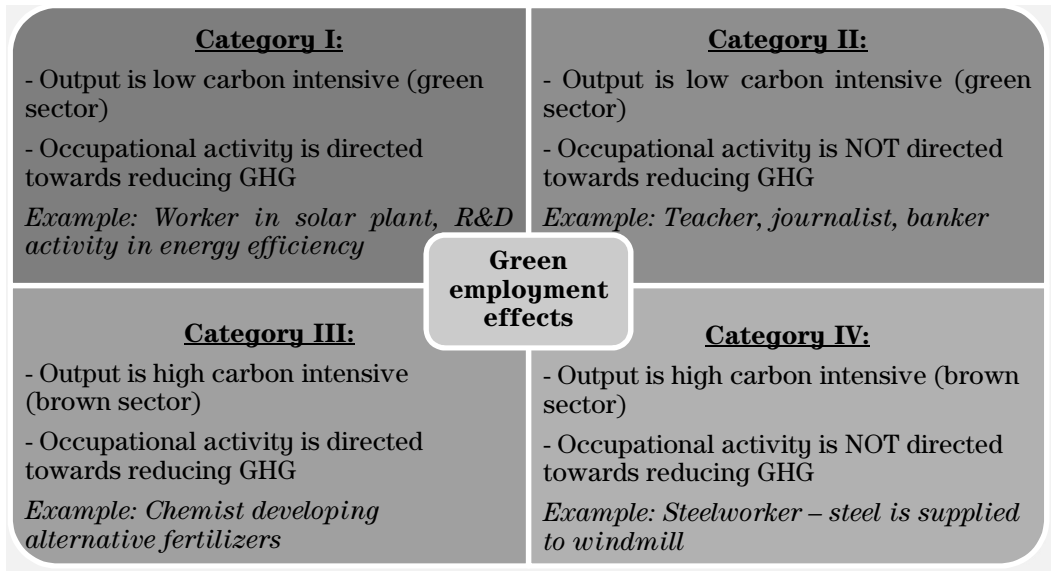 Category I:
- Output is low carbon intensive (green
sector)
- Occupational activity is directed
towards reducing GHG
Example: Worker in solar plant, R&D
activity in energy efficiency
Category II:
- Output is low carbon intensive (green
sector)
- Occupational activity is NOT directed
towards reducing GHG
Example: Teacher, journalist, banker
Green
employment
effects
Category III:
- Output is high carbon intensive
(brown sector)
- Occupational activity is directed
towards reducing GHG
Example: Chemist developing
alternative fertilizers
Category IV:
- Output is high carbon intensive (brown
sector)
- Occupational activity is NOT directed
towards reducing GHG
Example: Steelworker – steel is supplied
to windmill